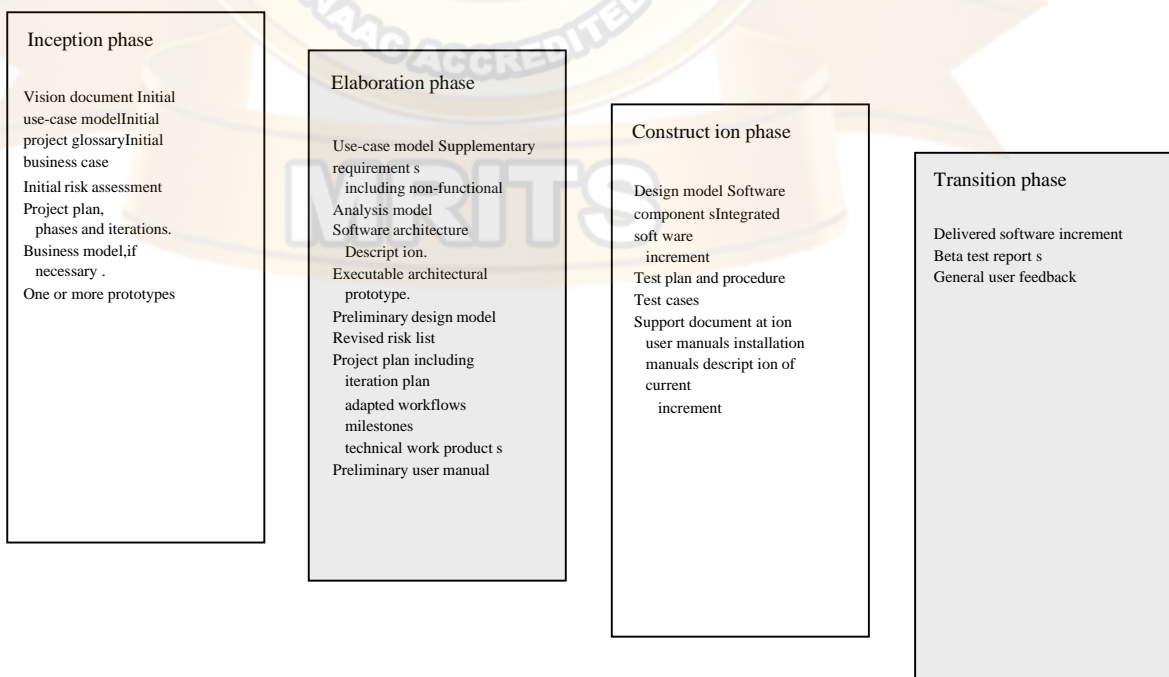 NAAC ACCREDITED
MRITS
Inception phase
Vision document Initial
use-case modelInitial
project glossaryInitial
business case
Initial risk assessment
Project plan,
phases and iterations.
Business model,if
necessary .
One or more prototypes
Elaboration phase
Use-case model Supplementary
requirement s
including non-functional
Analysis model
Software architecture
Descript ion.
Executable architectural
prototype.
Preliminary design model
Revised risk list
Project plan including
iteration plan
adapted workflows
milestones
technical work product s
Preliminary user manual
Construct ion phase
Design model Software
component sIntegrated
soft ware
increment
Test plan and procedure
Test cases
Support document at ion
user manuals installation
manuals descript ion of
current
increment
Transition phase
Delivered software increment
Beta test report s
General user feedback